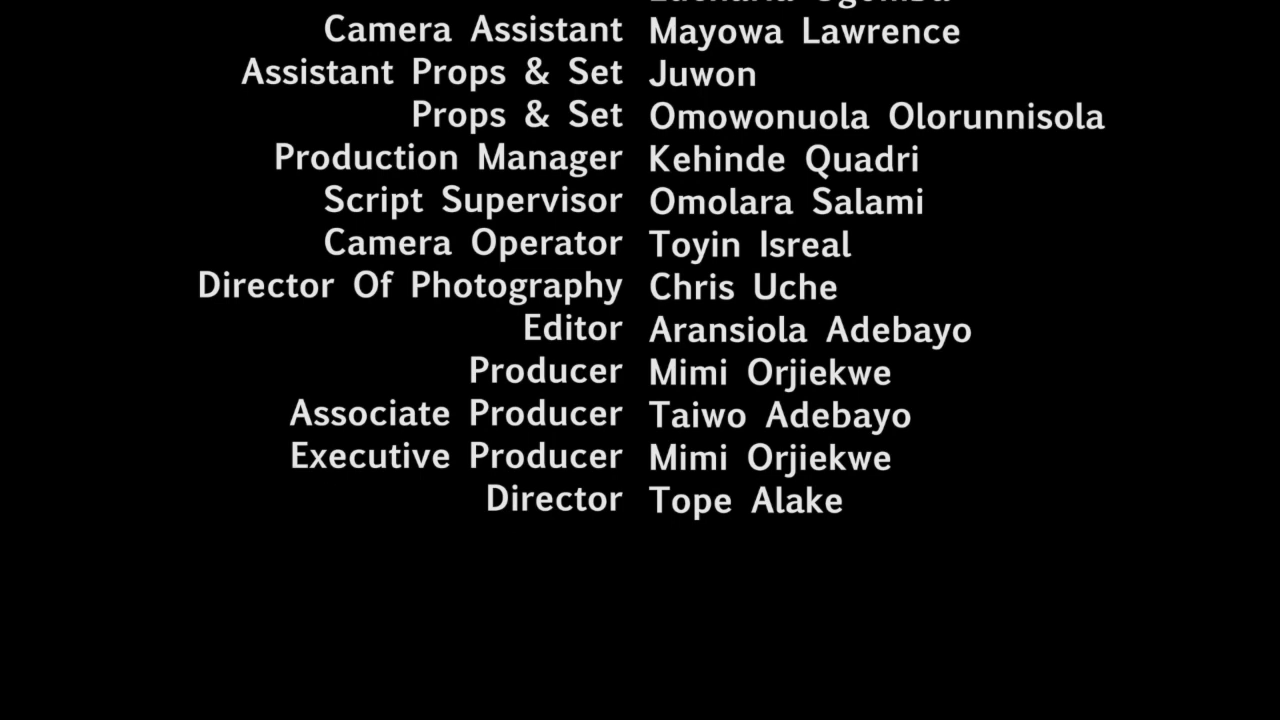 Camera Assistant Mayowa Lawrence
Assistant Props & Set Juwon
Props & Set Omowonuola Olorunnisola
Production Manager Kehinde Quadri
Script Supervisor Omolara Salami
Camera Operator Toyin Isreal
Director Of Photography Chris Uche
Editor Aransiola Adebayo
Producer Mimi Orjiekwe
Associate Producer Taiwo Adebayo
Executive Producer Mimi Orjiekwe
Director Tope Alake